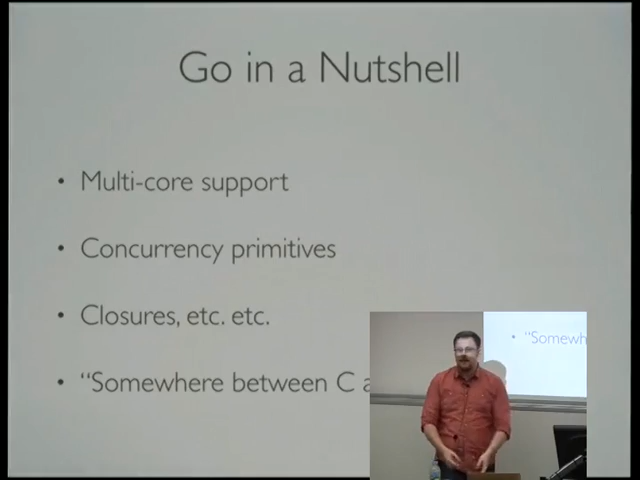 Go in a Nutshell
• Multi-core support
• Concurrency primitives
• Closures, etc. etc.
• “Somewhere between C a
• “Somewh